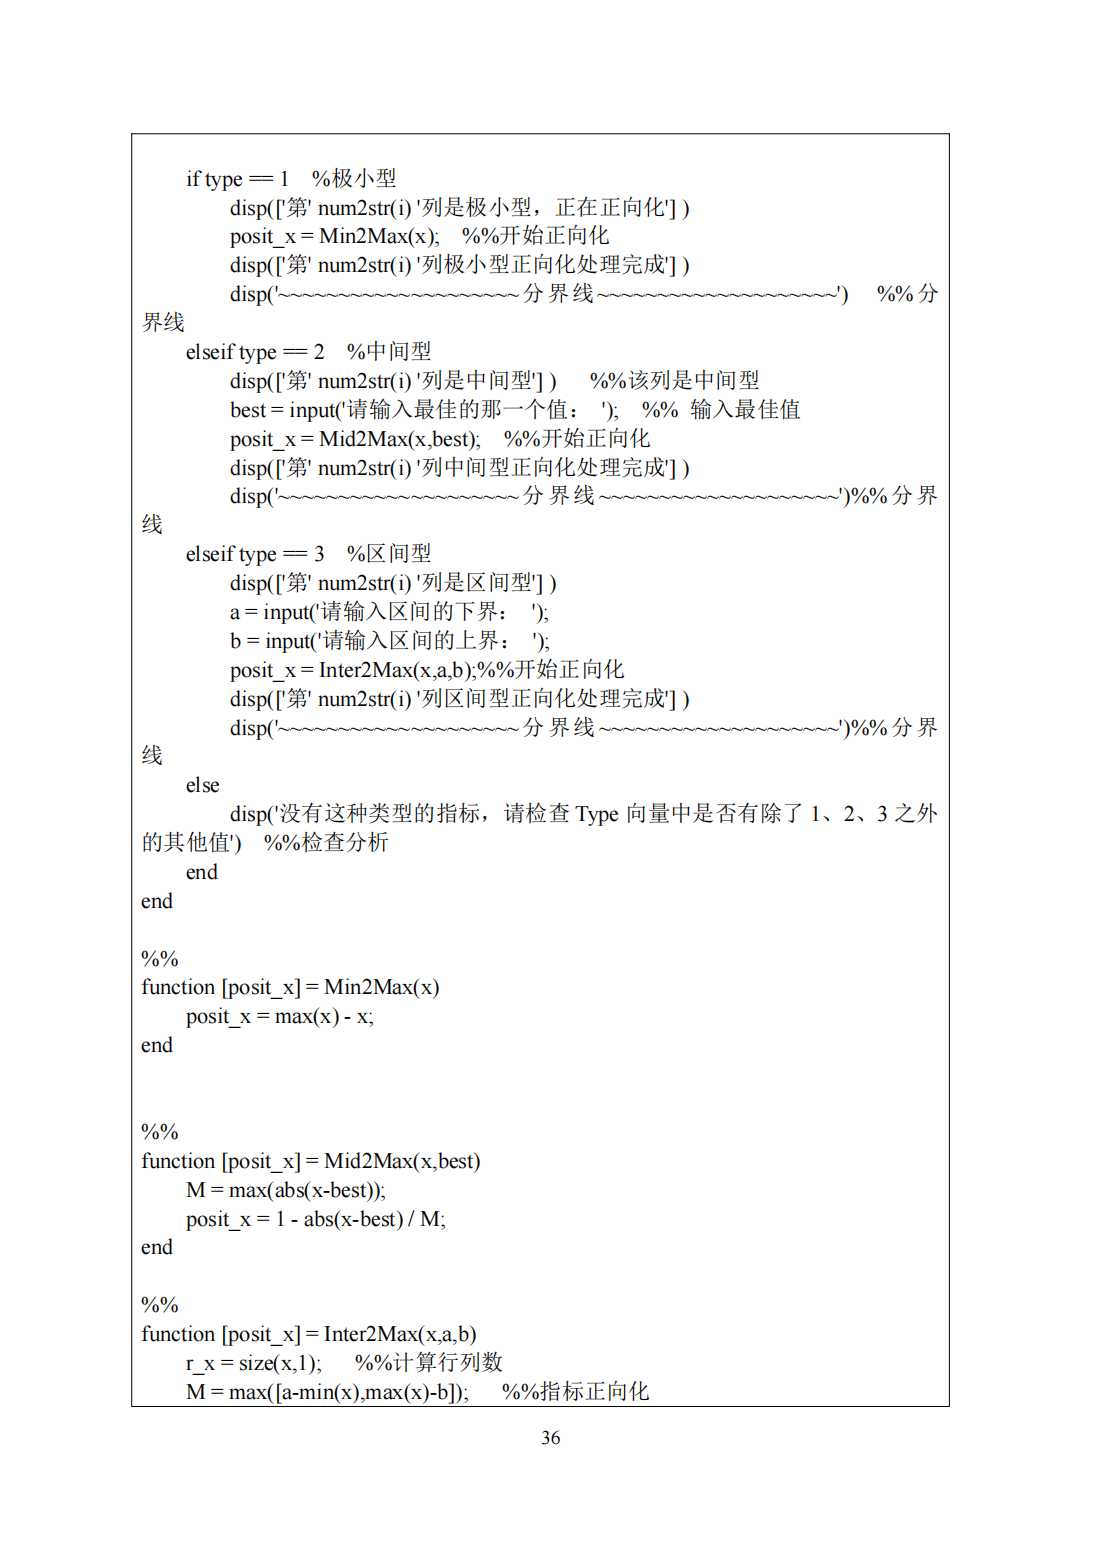 if type == 1    %极小型
disp(['第' num2str(i) '列是极小型，正在正向化'] )
posit_x = Min2Max(x);    %%开始正向化
disp(['第' num2str(i) '列极小型正向化处理完成'] )
disp('~~~~~~~~~~~~~~~~~~~~分界线~~~~~~~~~~~~~~~~~~~~')    %%分
界线
elseif type == 2    %中间型
disp(['第' num2str(i) '列是中间型'] )    %%该列是中间型
best = input('请输入最佳的那一个值：  ');    %%  输入最佳值
posit_x = Mid2Max(x,best);    %%开始正向化
disp(['第' num2str(i) '列中间型正向化处理完成'] )
disp('~~~~~~~~~~~~~~~~~~~~分界线~~~~~~~~~~~~~~~~~~~~')%%分界
线
elseif type == 3    %区间型
disp(['第' num2str(i) '列是区间型'] )
a = input('请输入区间的下界：  ');
b = input('请输入区间的上界：  ');
posit_x = Inter2Max(x,a,b);%%开始正向化
disp(['第' num2str(i) '列区间型正向化处理完成'] )
disp('~~~~~~~~~~~~~~~~~~~~分界线~~~~~~~~~~~~~~~~~~~~')%%分界
线
else
disp('没有这种类型的指标，请检查 Type 向量中是否有除了 1、2、3 之外
的其他值')    %%检查分析
end
end
%%
function [posit_x] = Min2Max(x)
posit_x = max(x) - x;
end
%%
function [posit_x] = Mid2Max(x,best)
M = max(abs(x-best));
posit_x = 1 - abs(x-best) / M;
end
%%
function [posit_x] = Inter2Max(x,a,b)
r_x = size(x,1);    %%计算行列数
M = max([a-min(x),max(x)-b]);    %%指标正向化
36